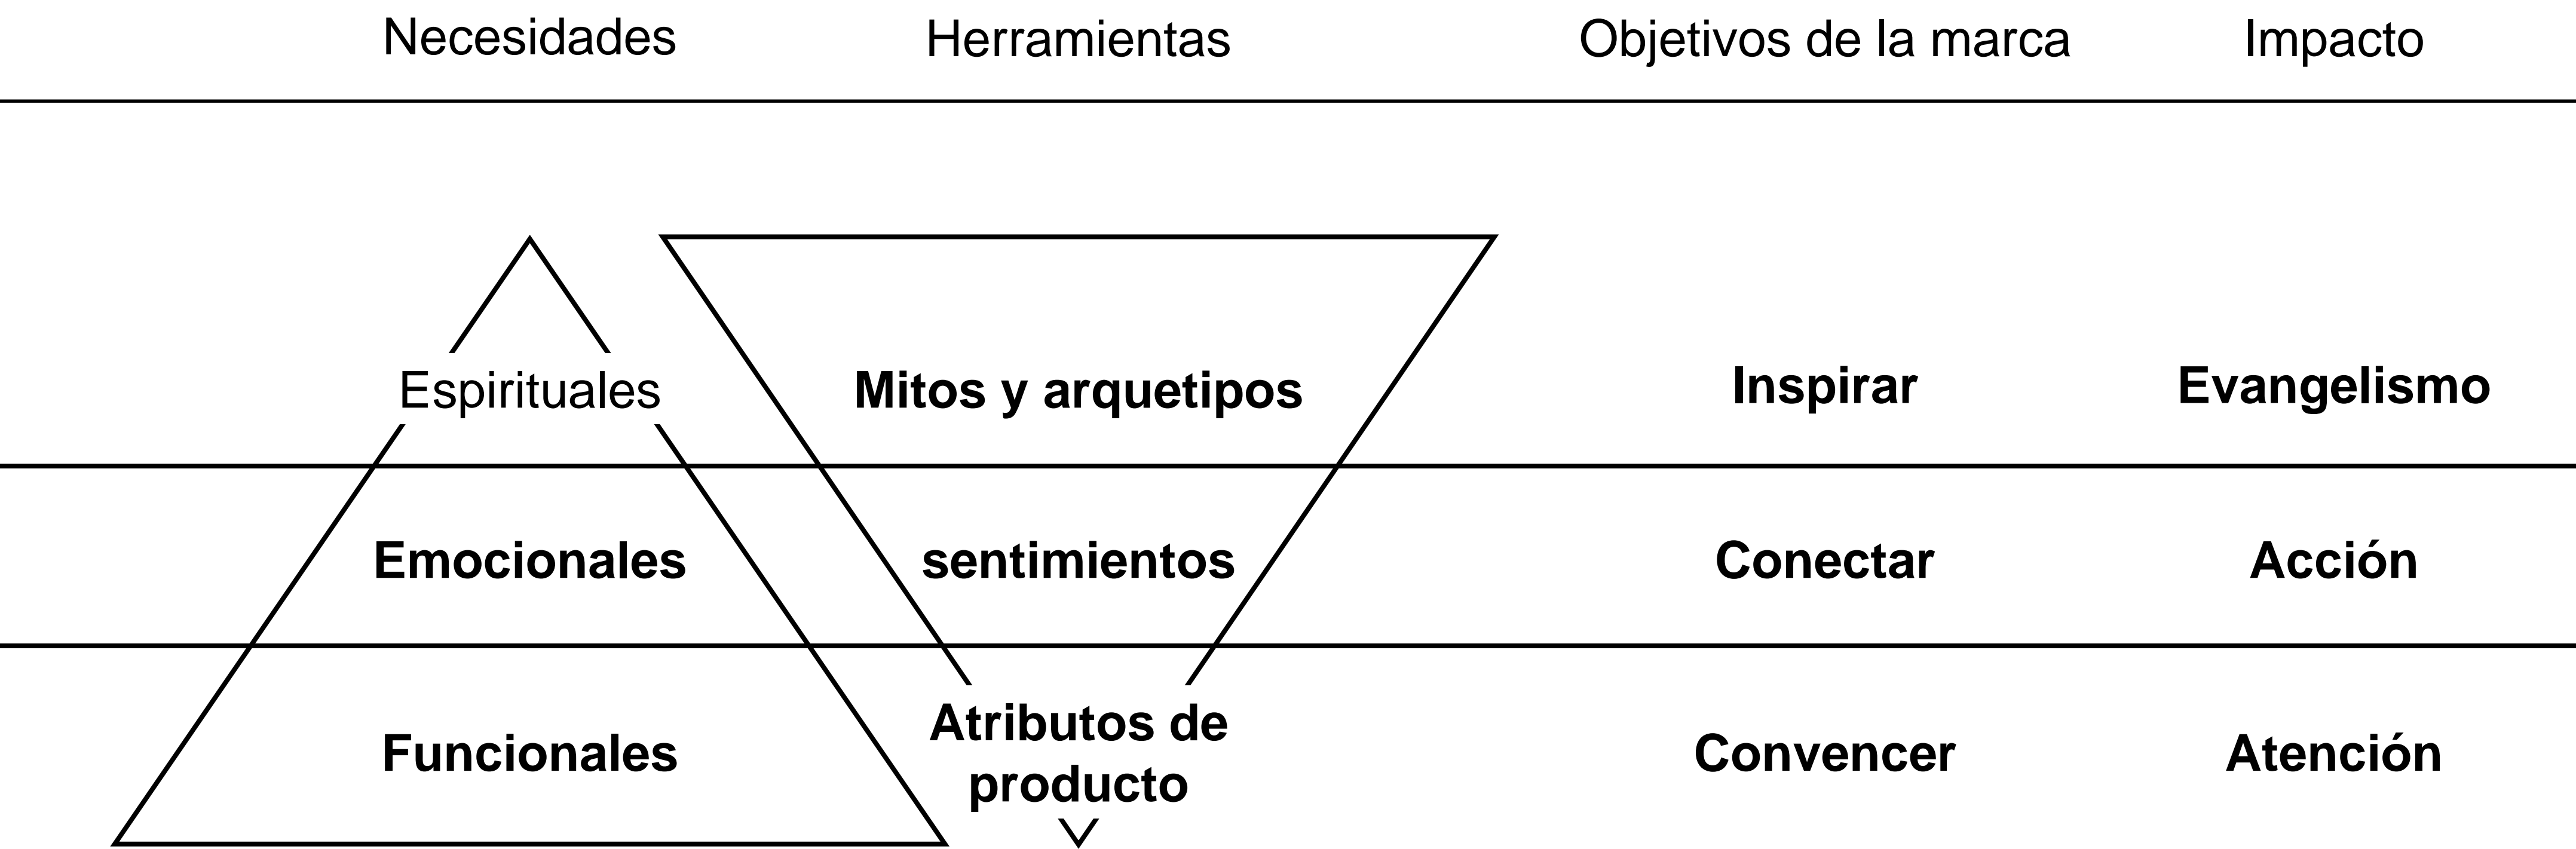 Necesidades Herramientas Objetivos de la marca Impacto
Espirituales Mitos y arquetipos Inspirar Evangelismo
Emocionales sentimientos Conectar Acción
Funcionales Atributos de producto Convencer Atención